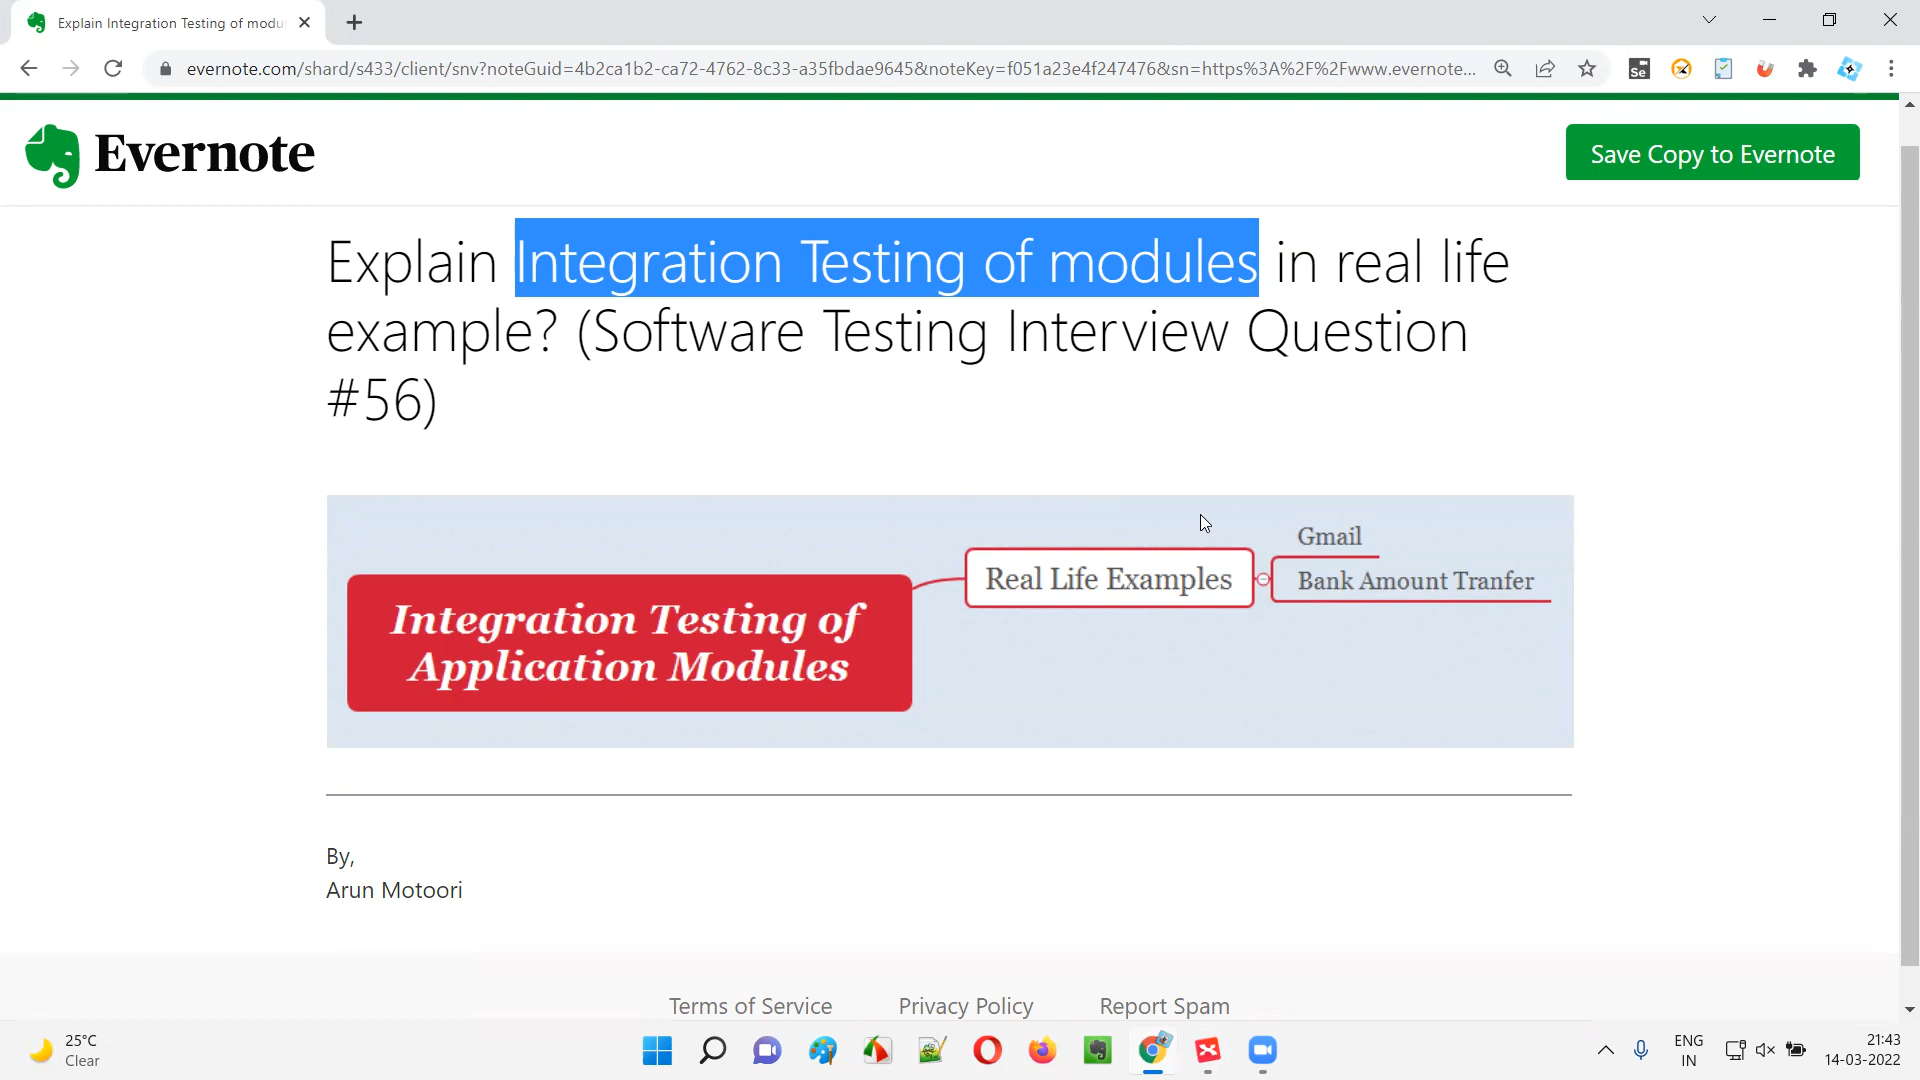 Explain Integration Testing of modu
evernote.com/shard/s433/client/snv?noteGuid=4b2ca1b2-ca72-4762-8c33-a35fbdae9645&noteKey=f051a23e4f247476&sn=https%3A%2F%2Fwww.evernote...
Se
Evernote
Save Copy to Evernote
Explain Integration Testing of modules in real life
example? (Software Testing Interview Question
#56)
Gmail
Real Life Examples
Bank Amount Tranfer
Integration Testing of
Application Modules
By,
Arun Motoori
Terms of Service
Privacy Policy
Report Spam
25°C
Clear
ENG
IN
21:43
14-03-2022